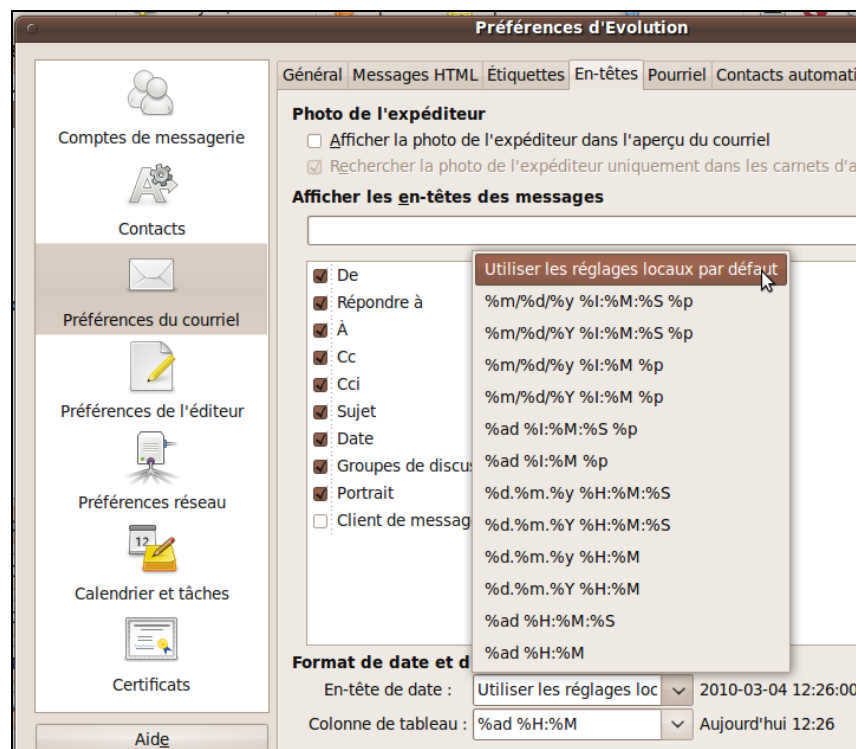 Préférences d'Evolution
Général Messages HTML Étiquettes En-têtes Pourriel Contacts automati
Photo de l'expéditeur
Afficher la photo de l'expéditeur dans l'aperçu du courriel
Rechercher la photo de l'expéditeur uniquement dans les carnets d'a
Afficher les en-têtes des messages
Comptes de messagerie
Contacts
Préférences du courriel
Préférences de l'éditeur
Préférences réseau
12
Calendrier et tâches
Certificats
Aide
De
Répondre à
À
Cc
Cci
Sujet
Date
Groupes de discu
Portrait
Client de messag
Utiliser les réglages locaux par défaut
%m/%d/%y %I:%M:%S %p
%m/%d/%Y %I:%M:%S %p
%m/%d/%y %I:%M %p
%m/%d/%Y %I:%M %p
%ad %I:%M:%S %p
%ad %I:%M %p
%d.%m.%y %H:%M:%S
%d.%m.%Y %H:%M:%S
%d.%m.%y %H:%M
%d.%m.%Y %H:%M
%ad %H:%M:%S
%ad %H:%M
Format de date et d
En-tête de date : Utiliser les réglages loc 2010-03-04 12:26:00
Colonne de tableau : %ad %H:%M Aujourd'hui 12:26